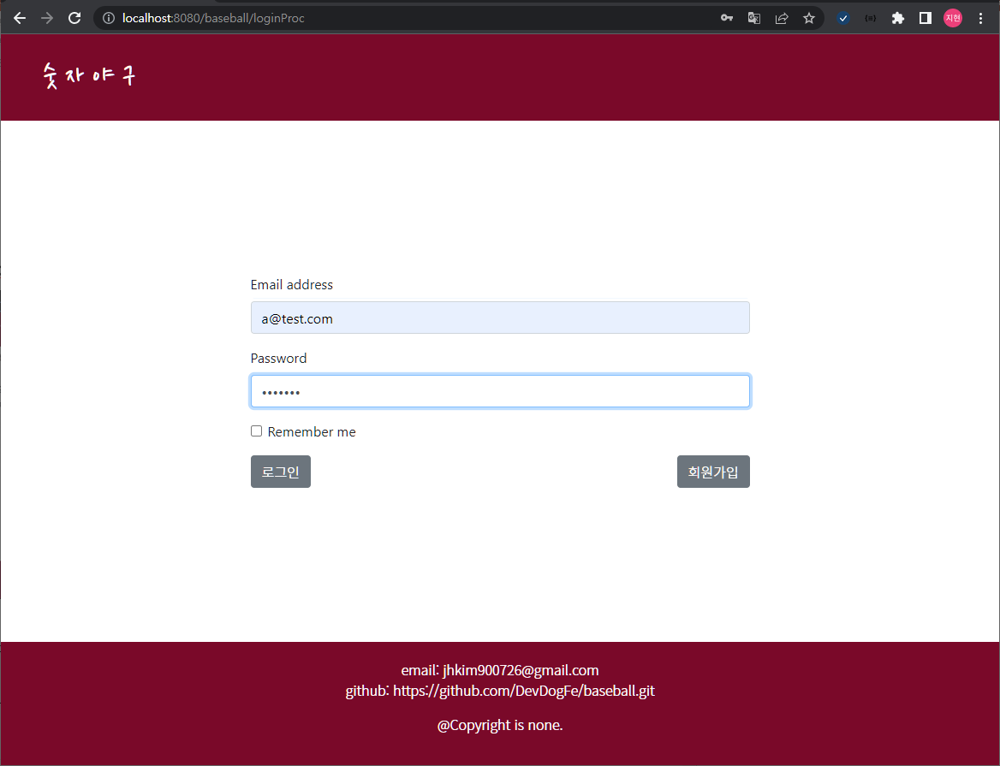 localhost:8080/baseball/loginProc
지현
숫자야구
Email address
a@test.com
Password
•••••••
Remember me
로그인
회원가입
email: jhkim900726@gmail.com
github: https://github.com/DevDogFe/baseball.git
@Copyright is none.